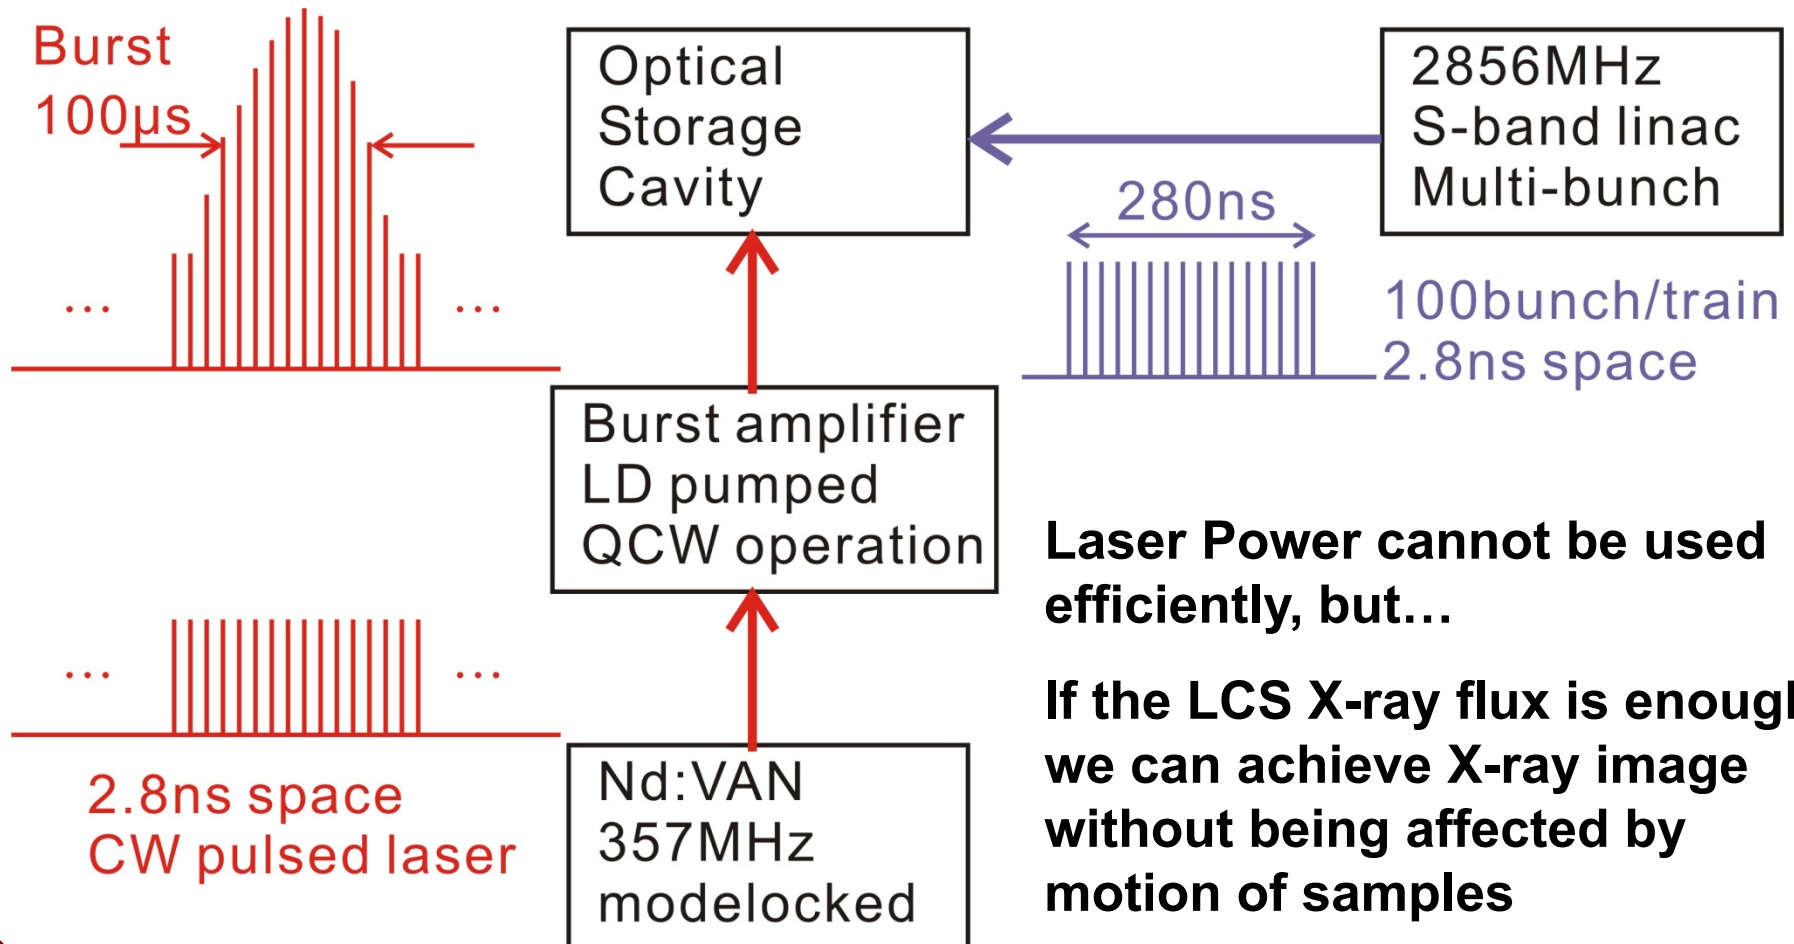 Burst
100µs
Optical
Storage
Cavity
2856MHz
S-band linac
Multi-bunch
280ns
...
...
100bunch/train
2.8ns space
Burst amplifier
LD pumped
QCW operation
Laser Power cannot be used
efficiently, but…
...
...
If the LCS X-ray flux is enough
we can achieve X-ray image
without being affected by
motion of samples
2.8ns space
CW pulsed laser
Nd:VAN
357MHz
modelocked